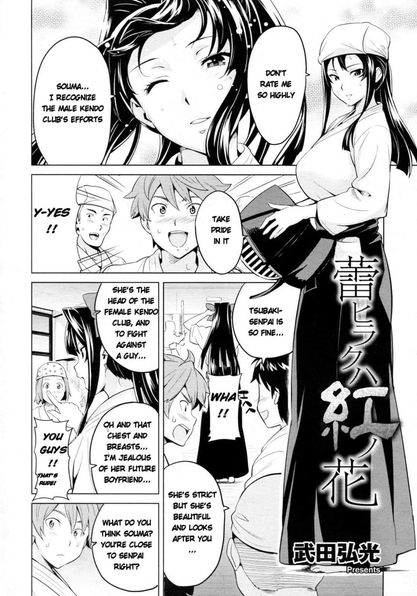 DON'T
RATE ME
SO HIGHLY
SOUMA...
I RECOGNIZE
THE MALE KENDO
CLUB'S EFFORTS
TAKE
PRIDE
IN IT
Y-YES
!!
蕾ヒラクハ紅ノ花
武田弘光
Presents
TSUBAKI-
SENPAI IS
SO FINE...
SHE'S THE
HEAD OF THE
FEMALE KENDO
CLUB, AND TO
FIGHT
AGAINST
A GUY...
WHA
!!
OH AND THAT
CHEST AND
BREASTS...
I'M JEALOUS
OF HER FUTURE
BOYFRIEND...
YOU
GUYS
!!
THAT'S
RUDE!
SHE'S STRICT
BUT SHE'S
BEAUTIFUL
AND LOOKS
AFTER
YOU ...
WHAT DO YOU
THINK SOUMA?
YOU'RE CLOSE
TO SENPAI
RIGHT?